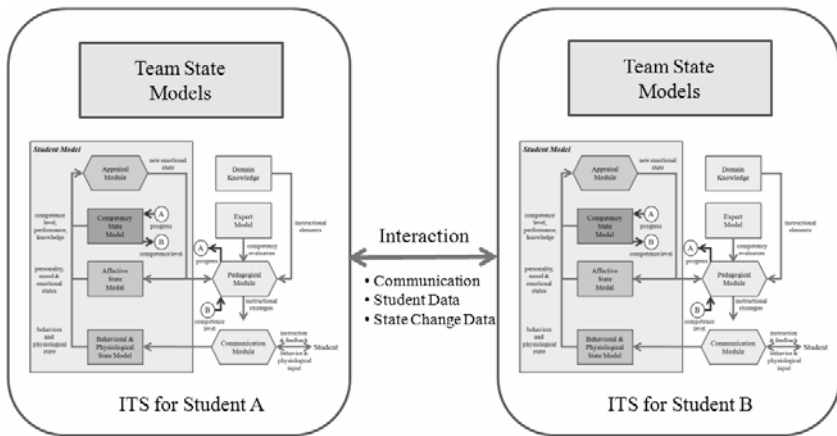 Team State
Models
Student Model
Appraisal
Module
new emotional
state
Domain
Knowledge
competence
level,
performance,
knowledge
Competency
State
Model
A
progress
B
competence level
Expert
Model
instructional
elements
A
progress
competency
evaluation
personality,
mood &
emotional
states
Affective
State
Model
Pedagogical
Module
B
competence
level
instructional
strategies
behaviors
and
physiological
state
Behavioral &
Physiological
State Model
Communication
Module
instruction
& feedback
Student
behavior &
physiological
input
ITS for Student A
Interaction
• Communication
• Student Data
• State Change Data
Team State
Models
Student Model
Appraisal
Module
new emotional
state
Domain
Knowledge
competence
level,
performance,
knowledge
Competency
State
Model
A
progress
B
competence level
Expert
Model
instructional
elements
A
progress
competency
evaluation
personality,
mood &
emotional
states
Affective
State
Model
Pedagogical
Module
B
competence
level
instructional
strategies
behaviors
and
physiological
state
Behavioral &
Physiological
State Model
Communication
Module
instruction
& feedback
Student
behavior &
physiological
input
ITS for Student B